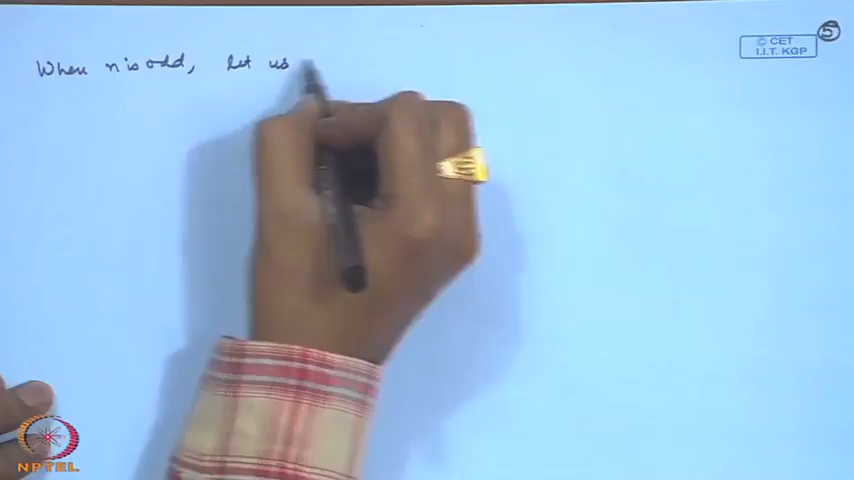 When n is odd, let us
© CET
I.I.T. KGP
5
NPTEL